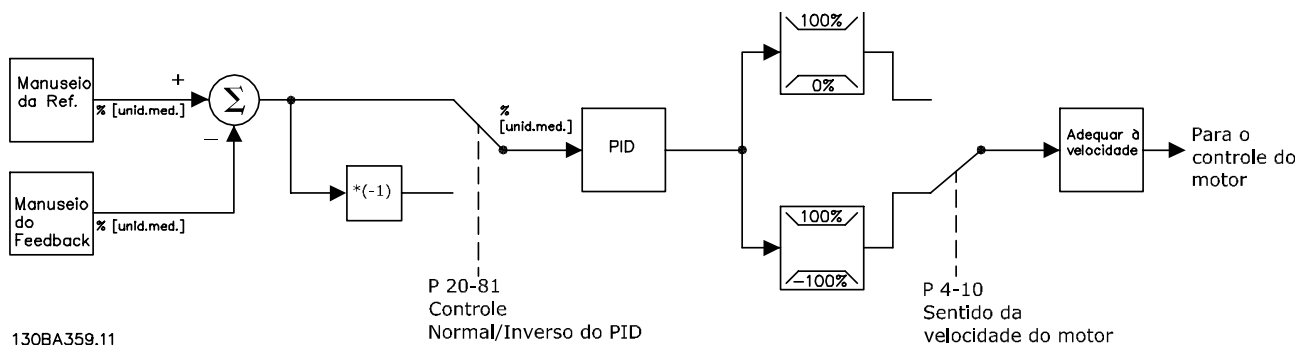 Manuseio
da Ref.
+
% [unid.med.]
Σ
−
Manuseio
do
Feedback
% [unid.med.]
*(-1)
%
[unid.med.]
PID
P 20-81
Controle
Normal/Inverso do PID
100%
0%
100%
−100%
P 4-10
Sentido da
velocidade do motor
Adequar à
velocidade
Para o
controle do
motor
130BA359.11